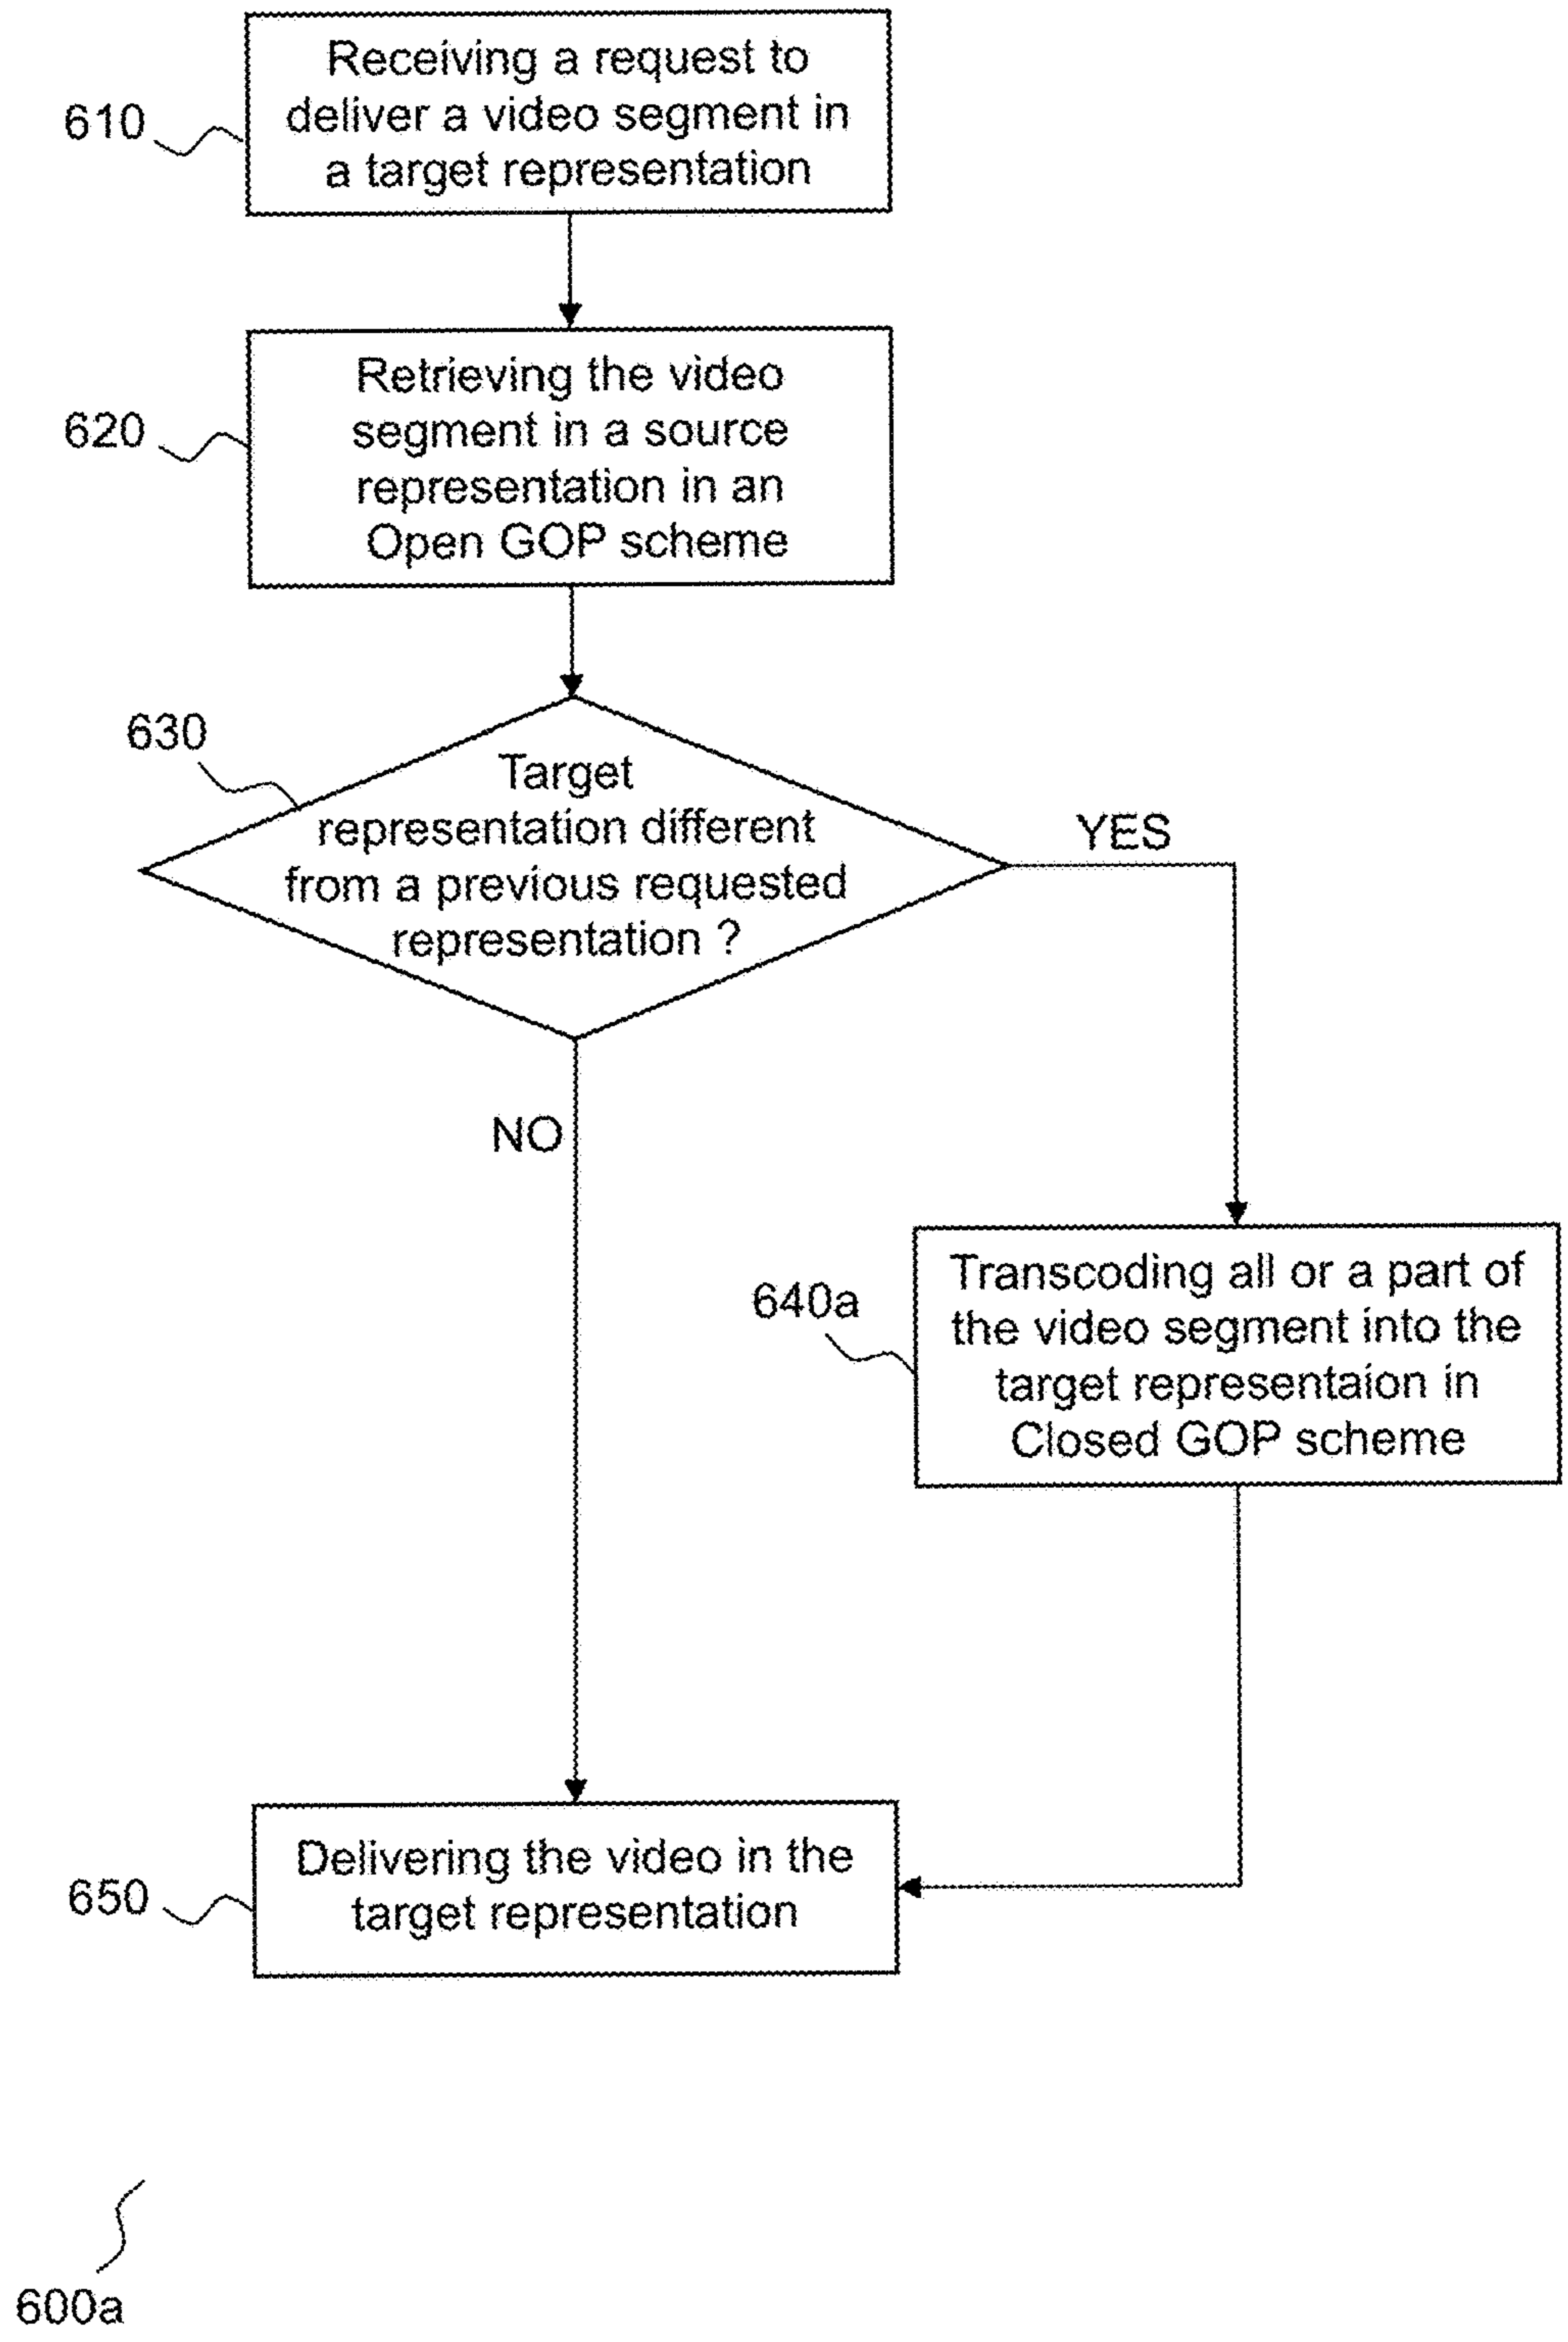 Receiving a request to
deliver a video segment in
a target representation
610
Retrieving the video
segment in a source
representation in an
Open GOP scheme
620
630
Target
representation different
from a previous requested
representation ?
YES
NO
Transcoding all or a part of
the video segment into the
target representaion in
Closed GOP scheme
640a
Delivering the video in the
target representation
650
600a